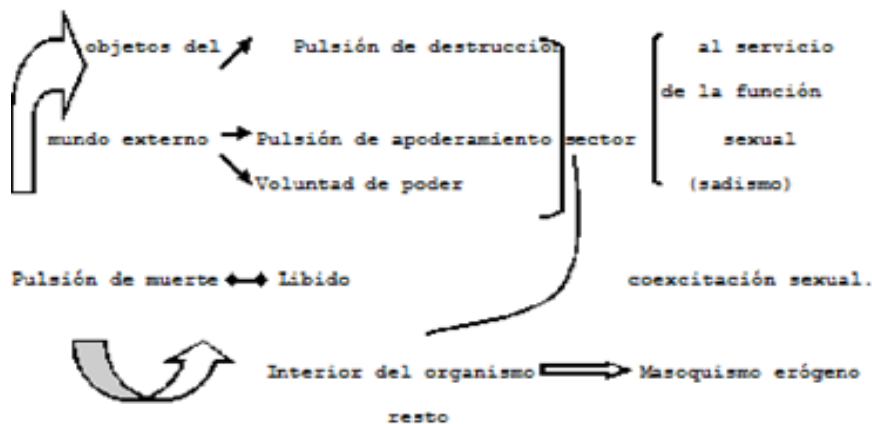 objetos del Pulsión de destrucción al servicio
de la función
mundo externo Pulsión de apoderamiento sector sexual
Voluntad de poder (sadismo)
Pulsión de muerte Líbido coexcitación sexual.
Interior del organismo Masoquismo erógeno
resto